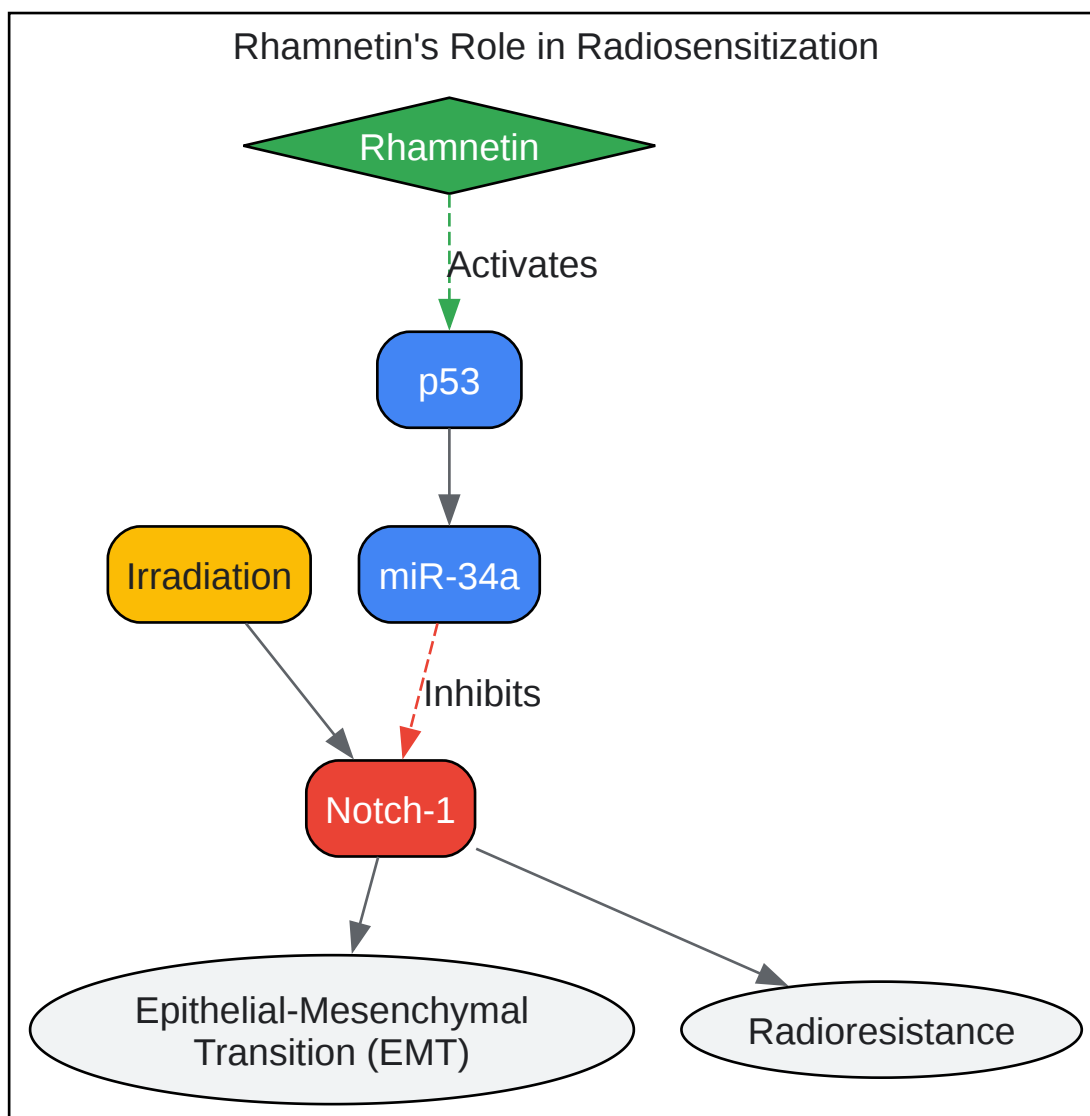 Rhamnetin's Role in Radiosensitization
Rhamnetin
Activates
p53
Irradiation
miR-34a
Inhibits
Notch-1
Epithelial-Mesenchymal
Transition (EMT)
Radioresistance